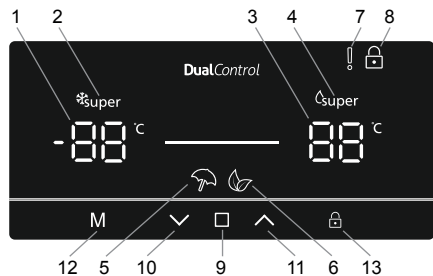 1 2 3 4 7 8
DualControl
super super
-88 °C 88 °C
M
12 5 10 9 11 6 13